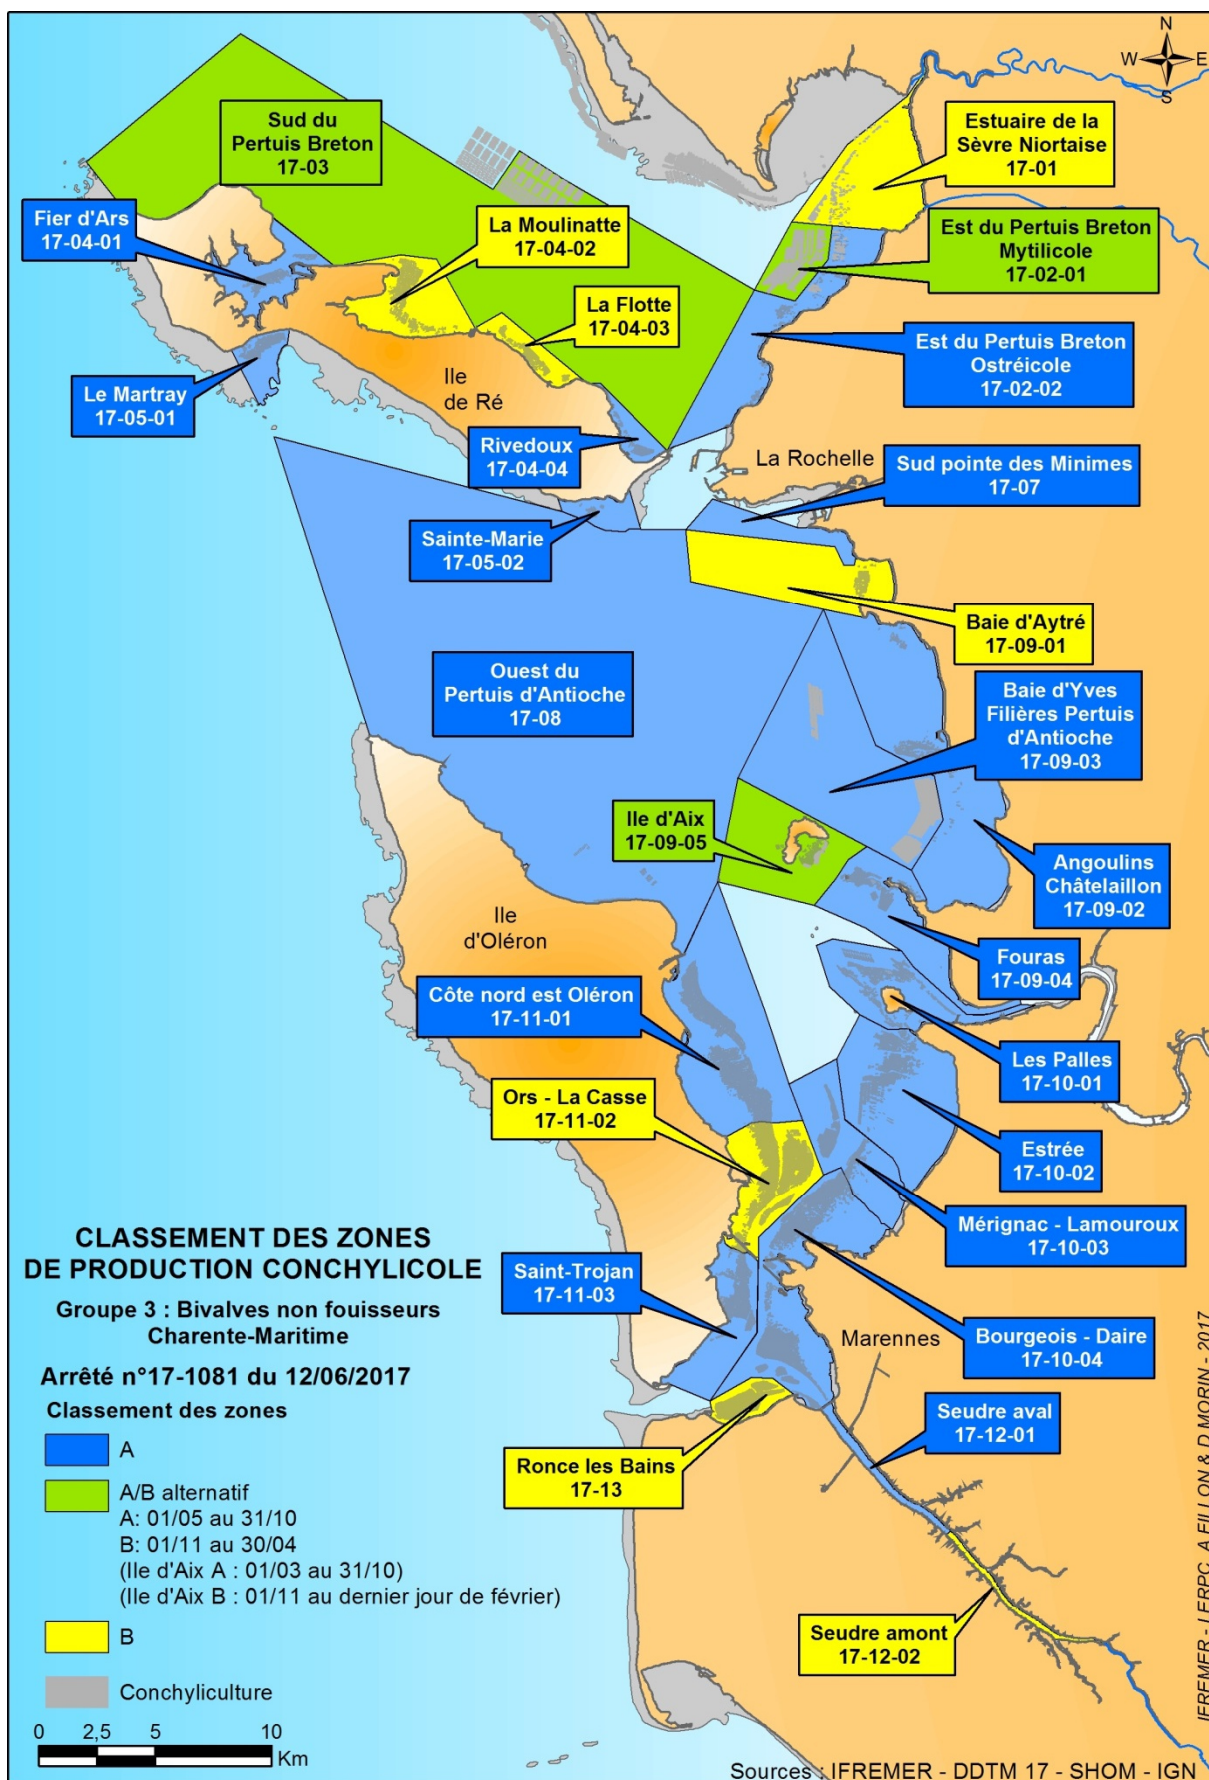 N
W E
S
Sud du
Pertuis Breton
17-03
Estuaire de la
Sèvre Niortaise
17-01
Fier d'Ars
17-04-01
La Moulinatte
17-04-02
Est du Pertuis Breton
Mytilicole
17-02-01
La Flotte
17-04-03
Est du Pertuis Breton
Ostréicole
17-02-02
Le Martray
17-05-01
Ile
de Ré
Rivedoux
17-04-04
La Rochelle
Sud pointe des Minimes
17-07
Sainte-Marie
17-05-02
Baie d'Aytré
17-09-01
Ouest du
Pertuis d'Antioche
17-08
Baie d'Yves
Filières Pertuis
d'Antioche
17-09-03
Ile d'Aix
17-09-05
Angoulins
Châtelaillon
17-09-02
Ile
d'Oléron
Fouras
17-09-04
Côte nord est Oléron
17-11-01
Les Palles
17-10-01
Ors - La Casse
17-11-02
Estrée
17-10-02
Mérignac - Lamouroux
17-10-03
Saint-Trojan
17-11-03
Marennes
Bourgeois - Daire
17-10-04
Seudre aval
17-12-01
Ronce les Bains
17-13
Seudre amont
17-12-02
CLASSEMENT DES ZONES
DE PRODUCTION CONCHYLICOLE
Groupe 3 : Bivalves non fouisseurs
Charente-Maritime
Arrêté n°17-1081 du 12/06/2017
Classement des zones
A
A/B alternatif
A: 01/05 au 31/10
B: 01/11 au 30/04
(Ile d'Aix A : 01/03 au 31/10)
(Ile d'Aix B : 01/11 au dernier jour de février)
B
Conchyliculture
0 2,5 5 10
Km
Sources : IFREMER - DDTM 17 - SHOM - IGN
IFREMER - LERPC, A FILLON & D MORIN - 2017